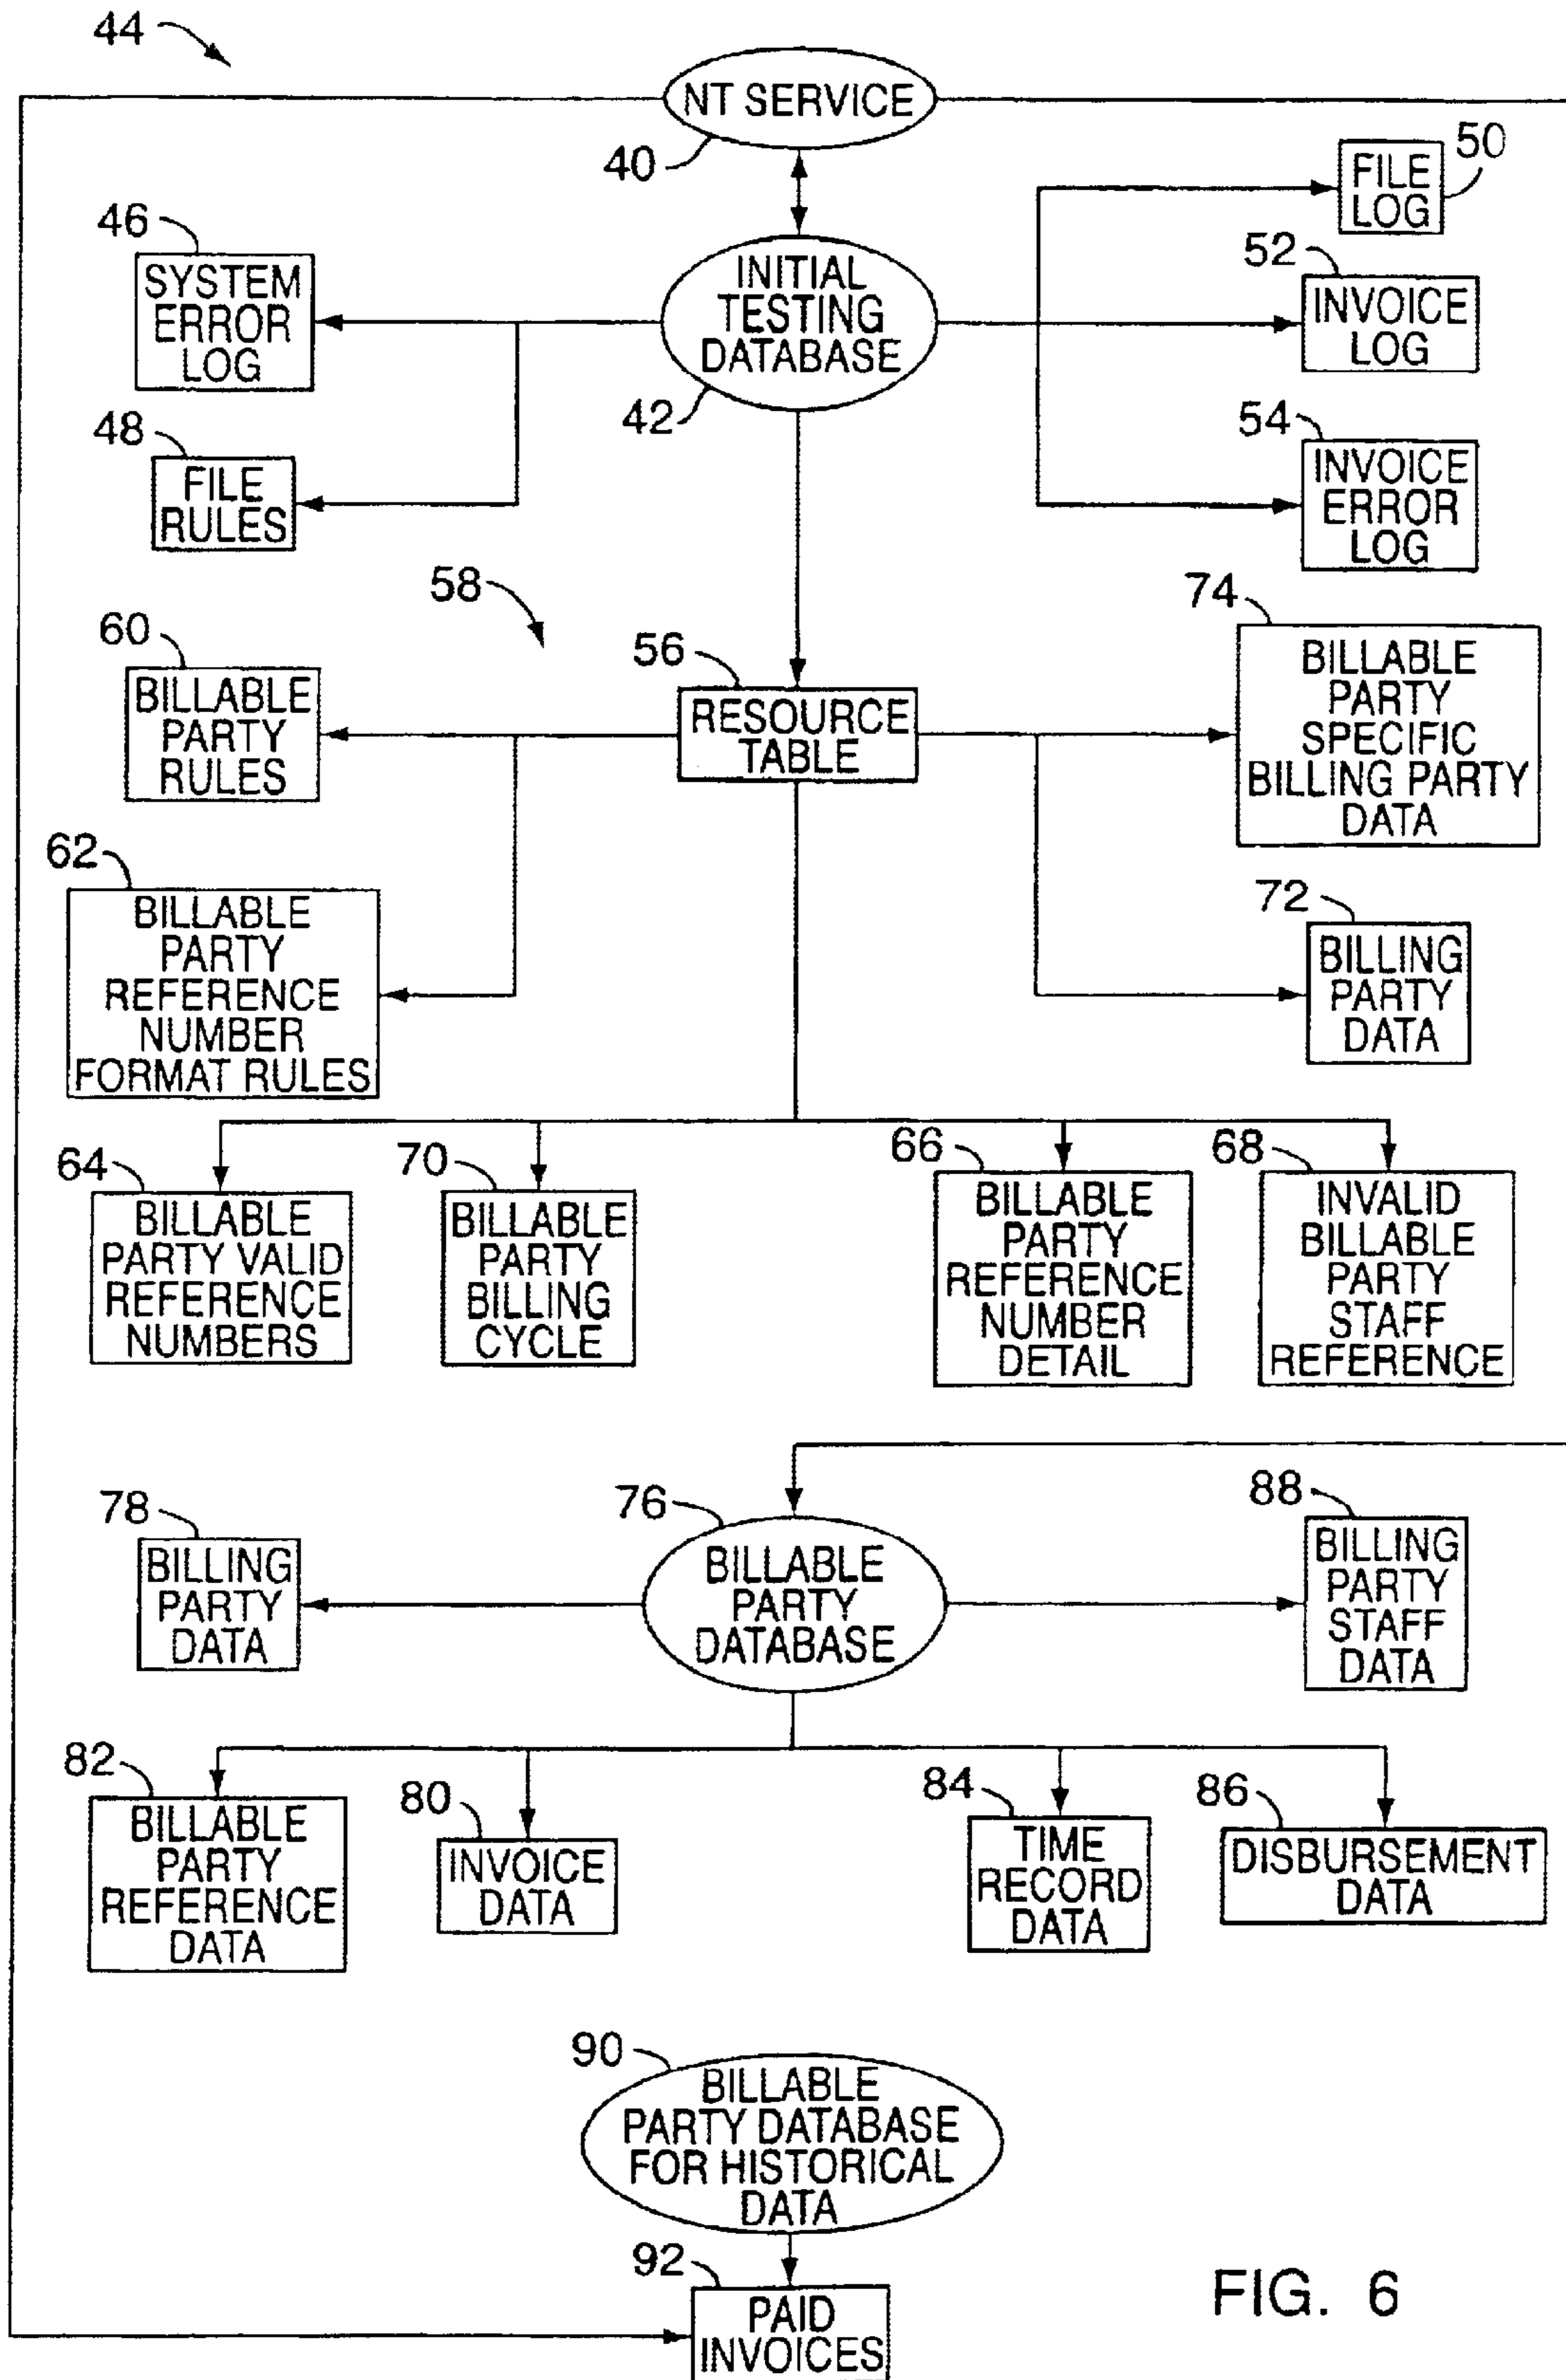 44
NT SERVICE
40
46
SYSTEM
ERROR
LOG
INITIAL
TESTING
DATABASE
42
FILE
LOG
50
52
INVOICE
LOG
48
FILE
RULES
54
INVOICE
ERROR
LOG
58
60
BILLABLE
PARTY
RULES
56
RESOURCE
TABLE
74
BILLABLE
PARTY
SPECIFIC
BILLING PARTY
DATA
62
BILLABLE
PARTY
REFERENCE
NUMBER
FORMAT RULES
72
BILLING
PARTY
DATA
64
BILLABLE
PARTY VALID
REFERENCE
NUMBERS
70
BILLABLE
PARTY
BILLING
CYCLE
66
BILLABLE
PARTY
REFERENCE
NUMBER
DETAIL
68
INVALID
BILLABLE
PARTY
STAFF
REFERENCE
78
BILLING
PARTY
DATA
76
BILLABLE
PARTY
DATABASE
88
BILLING
PARTY
STAFF
DATA
82
BILLABLE
PARTY
REFERENCE
DATA
80
INVOICE
DATA
84
TIME
RECORD
DATA
86
DISBURSEMENT
DATA
90
BILLABLE
PARTY DATABASE
FOR HISTORICAL
DATA
92
PAID
INVOICES
FIG. 6